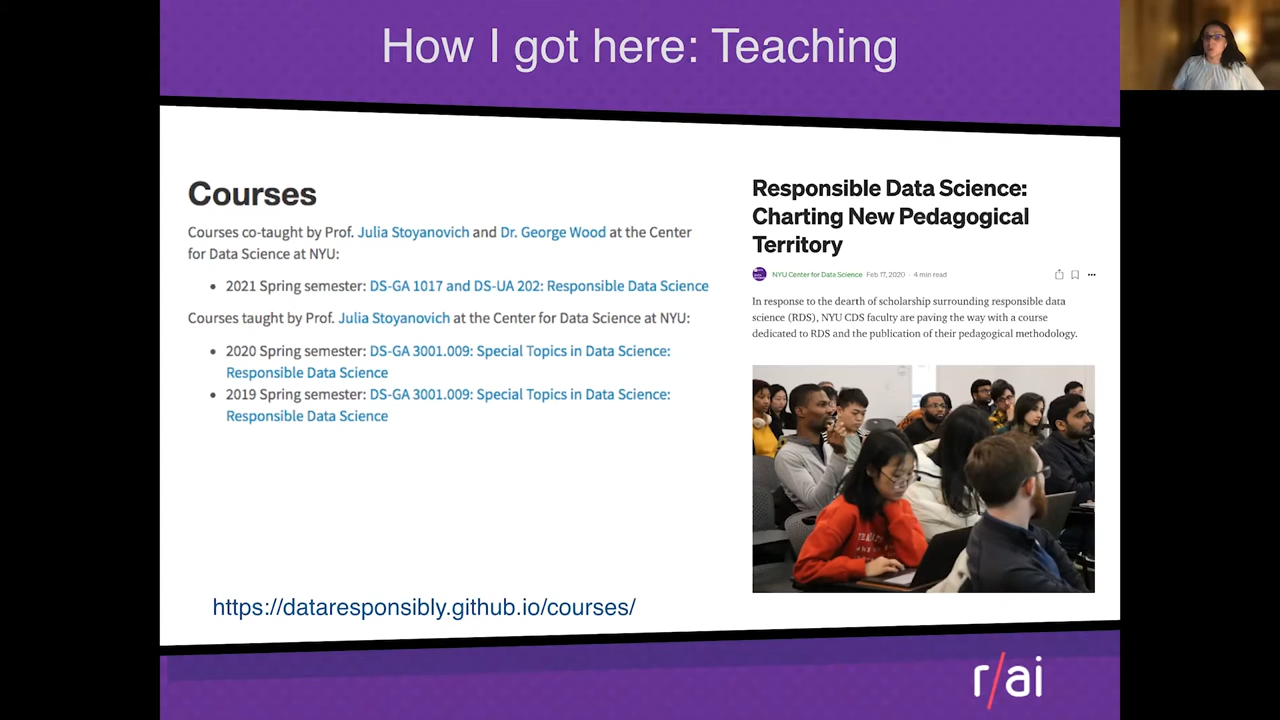 How I got here: Teaching
Courses
Courses co-taught by Prof. Julia Stoyanovich and Dr. George Wood at the Center
for Data Science at NYU:
• 2021 Spring semester: DS-GA 1017 and DS-UA 202: Responsible Data Science
Courses taught by Prof. Julia Stoyanovich at the Center for Data Science at NYU:
• 2020 Spring semester: DS-GA 3001.009: Special Topics in Data Science:
Responsible Data Science
• 2019 Spring semester: DS-GA 3001.009: Special Topics in Data Science:
Responsible Data Science
https://dataresponsibly.github.io/courses/
Responsible Data Science:
Charting New Pedagogical
Territory
NYU Center for Data Science Feb 17, 2020 · 4 min read
In response to the dearth of scholarship surrounding responsible data
science (RDS), NYU CDS faculty are paving the way with a course
dedicated to RDS and the publication of their pedagogical methodology.
r/ai